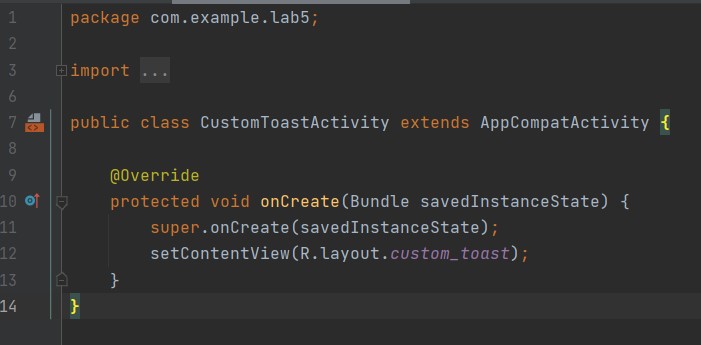 1 package com.example.lab5;
2
3 import ...
6
7 public class CustomToastActivity extends AppCompatActivity {
8
9 @Override
10 protected void onCreate(Bundle savedInstanceState) {
11 super.onCreate(savedInstanceState);
12 setContentView(R.layout.custom_toast);
13 }
14 }